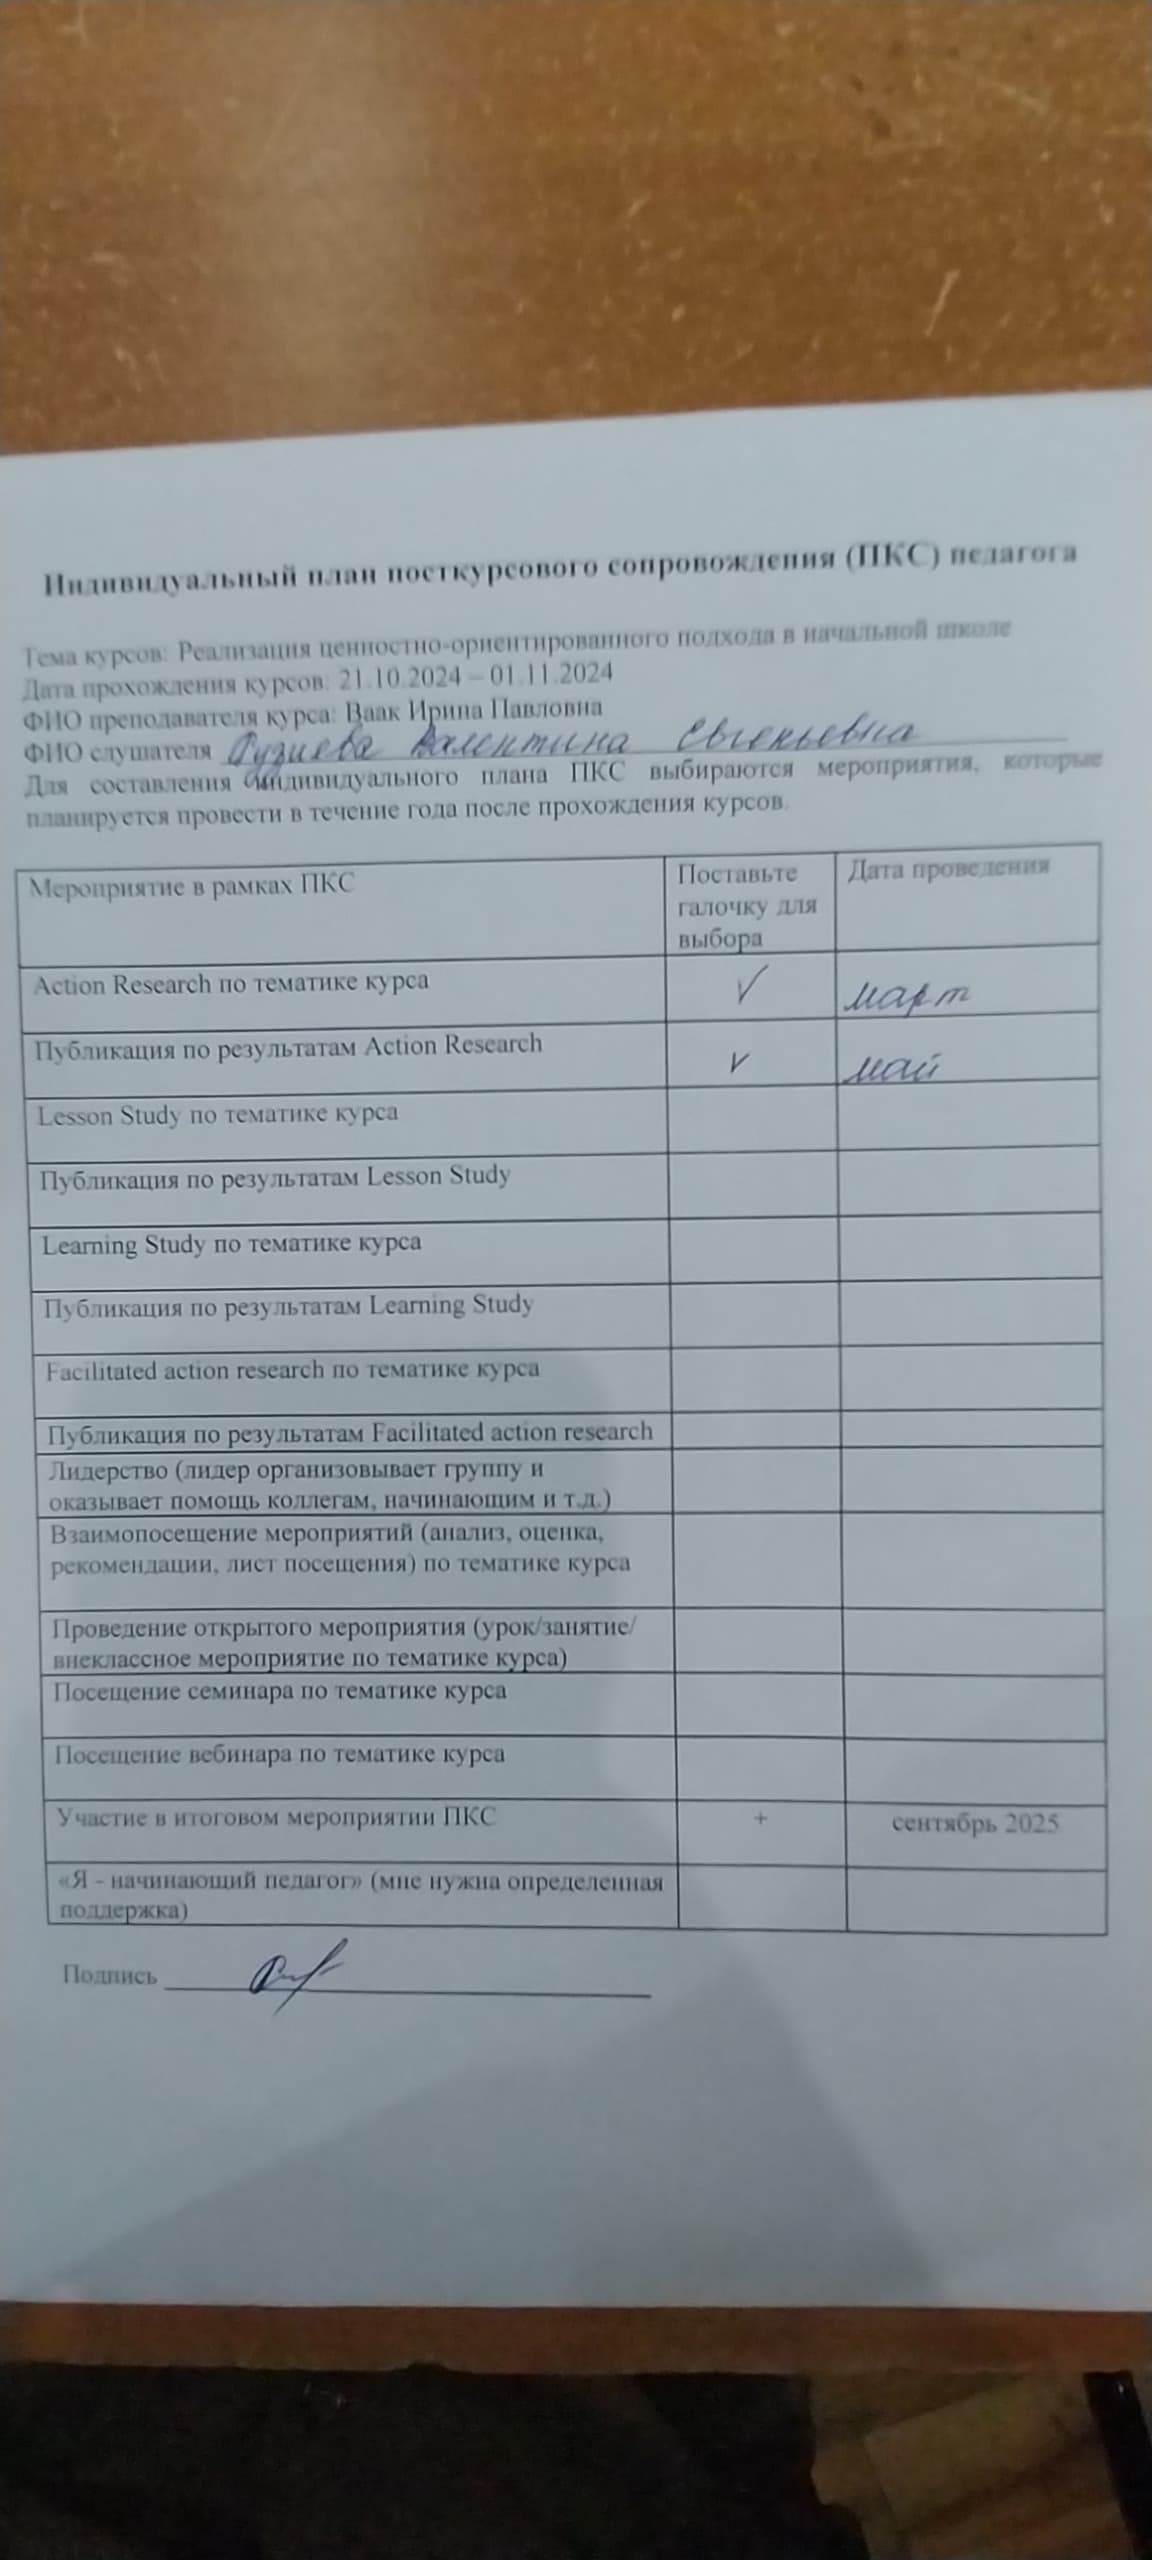 Индивидуальный план посткурсового сопровождения (ПКС) педагога
Тема курсов: Реализация ценностно-ориентированного подхода в начальной школе
Дата прохождения курсов: 21.10.2024 – 01.11.2024
ФИО преподавателя курса: Ваак Ирина Павловна
ФИО слушателя Валентина Евгеньевна
Для составления индивидуального плана ПКС выбираются мероприятия, которые
планируется провести в течение года после прохождения курсов.
Мероприятие в рамках ПКС
Поставьте
галочку для
выбора
Дата проведения
Action Research по тематике курса √ март
Публикация по результатам Action Research √ май
Lesson Study по тематике курса
Публикация по результатам Lesson Study
Learning Study по тематике курса
Публикация по результатам Learning Study
Facilitated action research по тематике курса
Публикация по результатам Facilitated action research
Лидерство (лидер организовывает группу и
оказывает помощь коллегам, начинающим и т.д.)
Взаимопосещение мероприятий (анализ, оценка,
рекомендации, лист посещения) по тематике курса
Проведение открытого мероприятия (урок/занятие/
внеклассное мероприятие по тематике курса)
Посещение семинара по тематике курса
Посещение вебинара по тематике курса
Участие в итоговом мероприятии ПКС + сентябрь 2025
«Я - начинающий педагог» (мне нужна определенная
поддержка)
Подпись